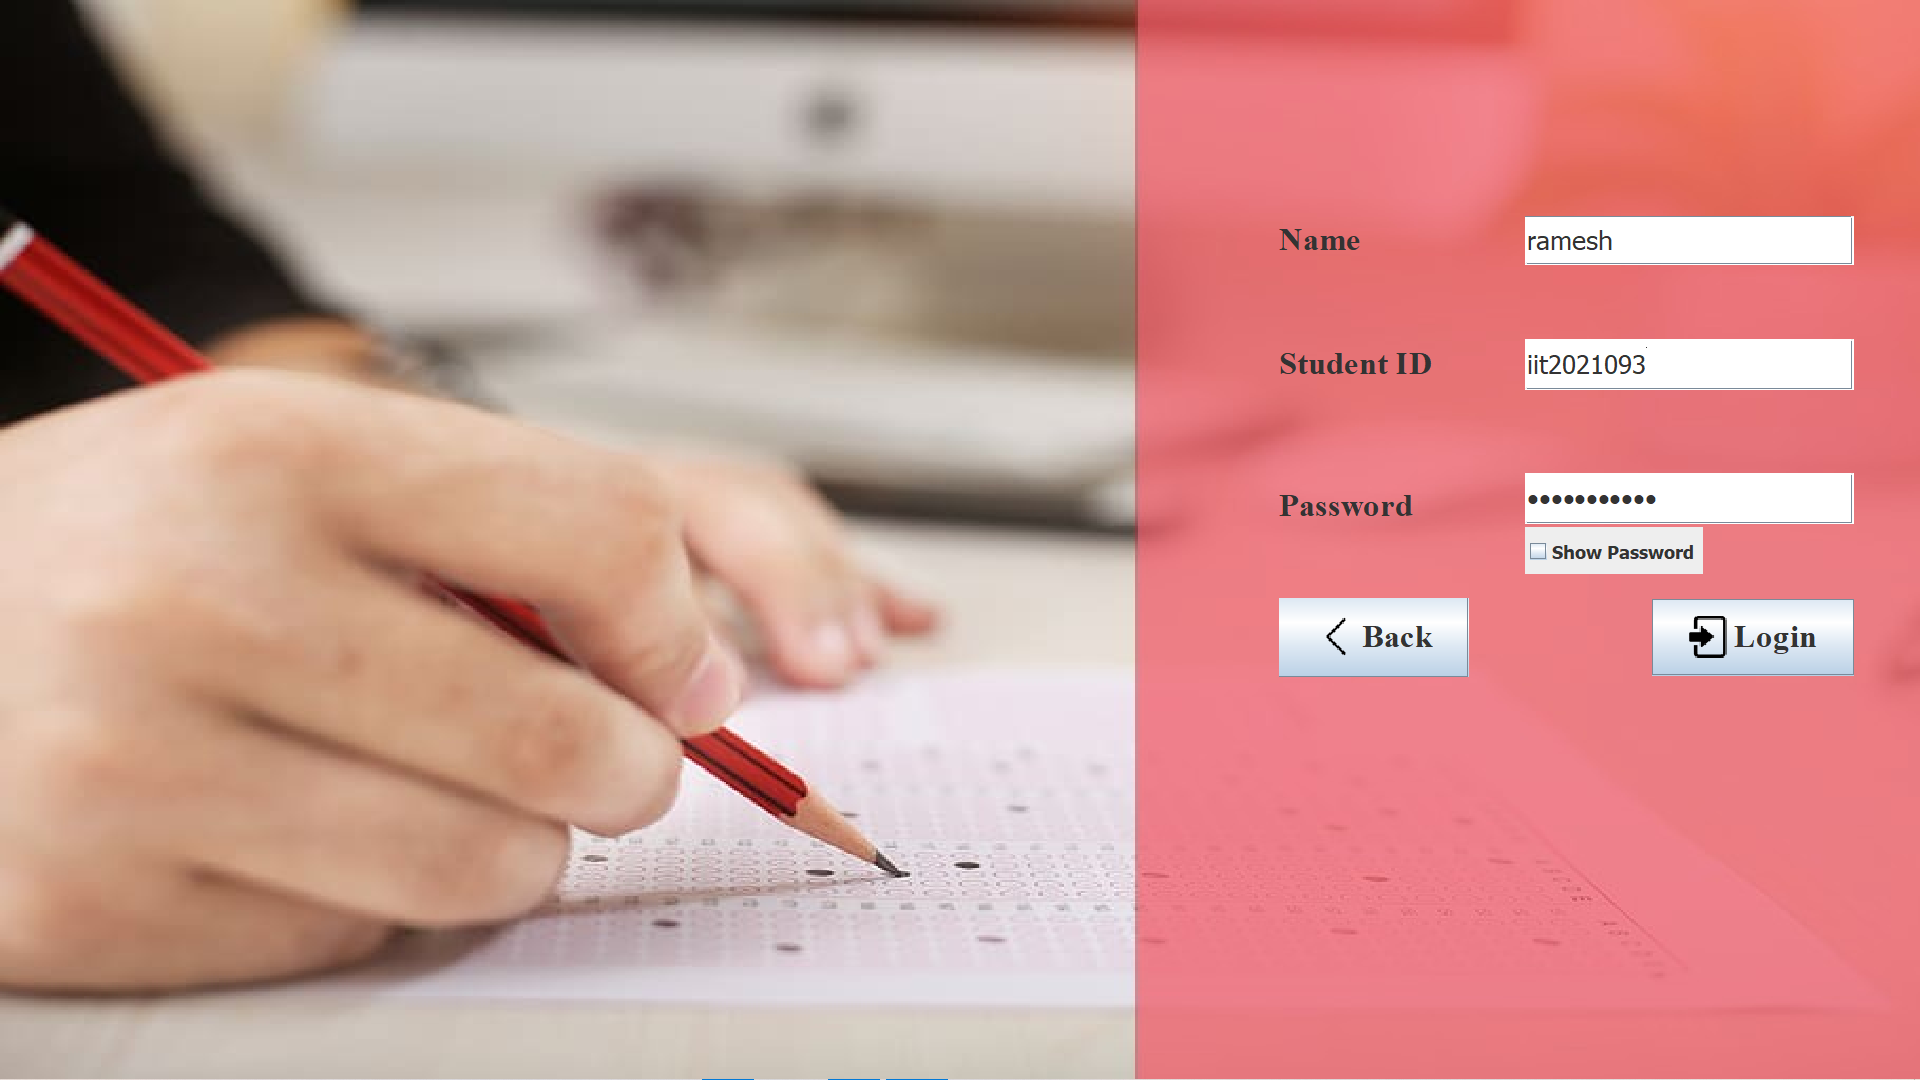 Name ramesh
Student ID iit2021093
Password •••••••••••
Show Password
Back Login